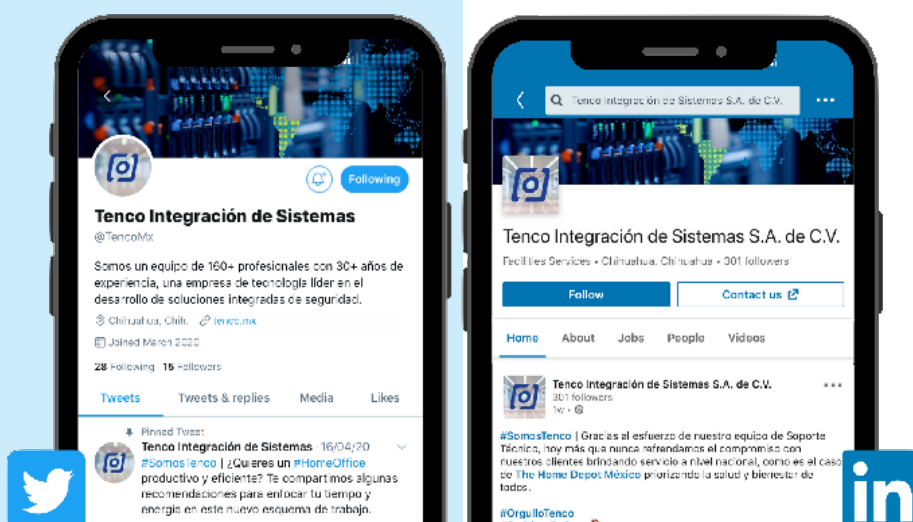 Following
Tenco Integración de Sistemas
@TencoMx
Somos un equipo de 160+ profesionales con 30+ años de
experiencia, una empresa de tecnología líder en el
desarrollo de soluciones integradas de seguridad.
Chihuahua, Chih. tenco.mx
Joined March 2020
28 Following 15 Followers
Tweets Tweets & replies Media Likes
Pinned Tweet
Tenco Integración de Sistemas · 16/04/20
#SomosTenco | ¿Quieres un #HomeOffice
productivo y eficiente? Te compartimos algunas
recomendaciones para enfocar tu tiempo y
energía en este nuevo esquema de trabajo.
Tenco Integración de Sistemas S.A. de C.V.
Tenco Integración de Sistemas S.A. de C.V.
Facilities Services • Chihuahua, Chihuahua • 301 followers
Follow Contact us
Home About Jobs People Videos
Tenco Integración de Sistemas S.A. de C.V.
301 followers
1w •
#SomosTenco | Gracias al esfuerzo de nuestro equipo de Soporte
Técnico, hoy más que nunca refrendamos el compromiso con
nuestros clientes brindando servicio a nivel nacional, como es el caso
de The Home Depot México priorizando la salud y bienestar de
todos.
#OrgulloTenco
in